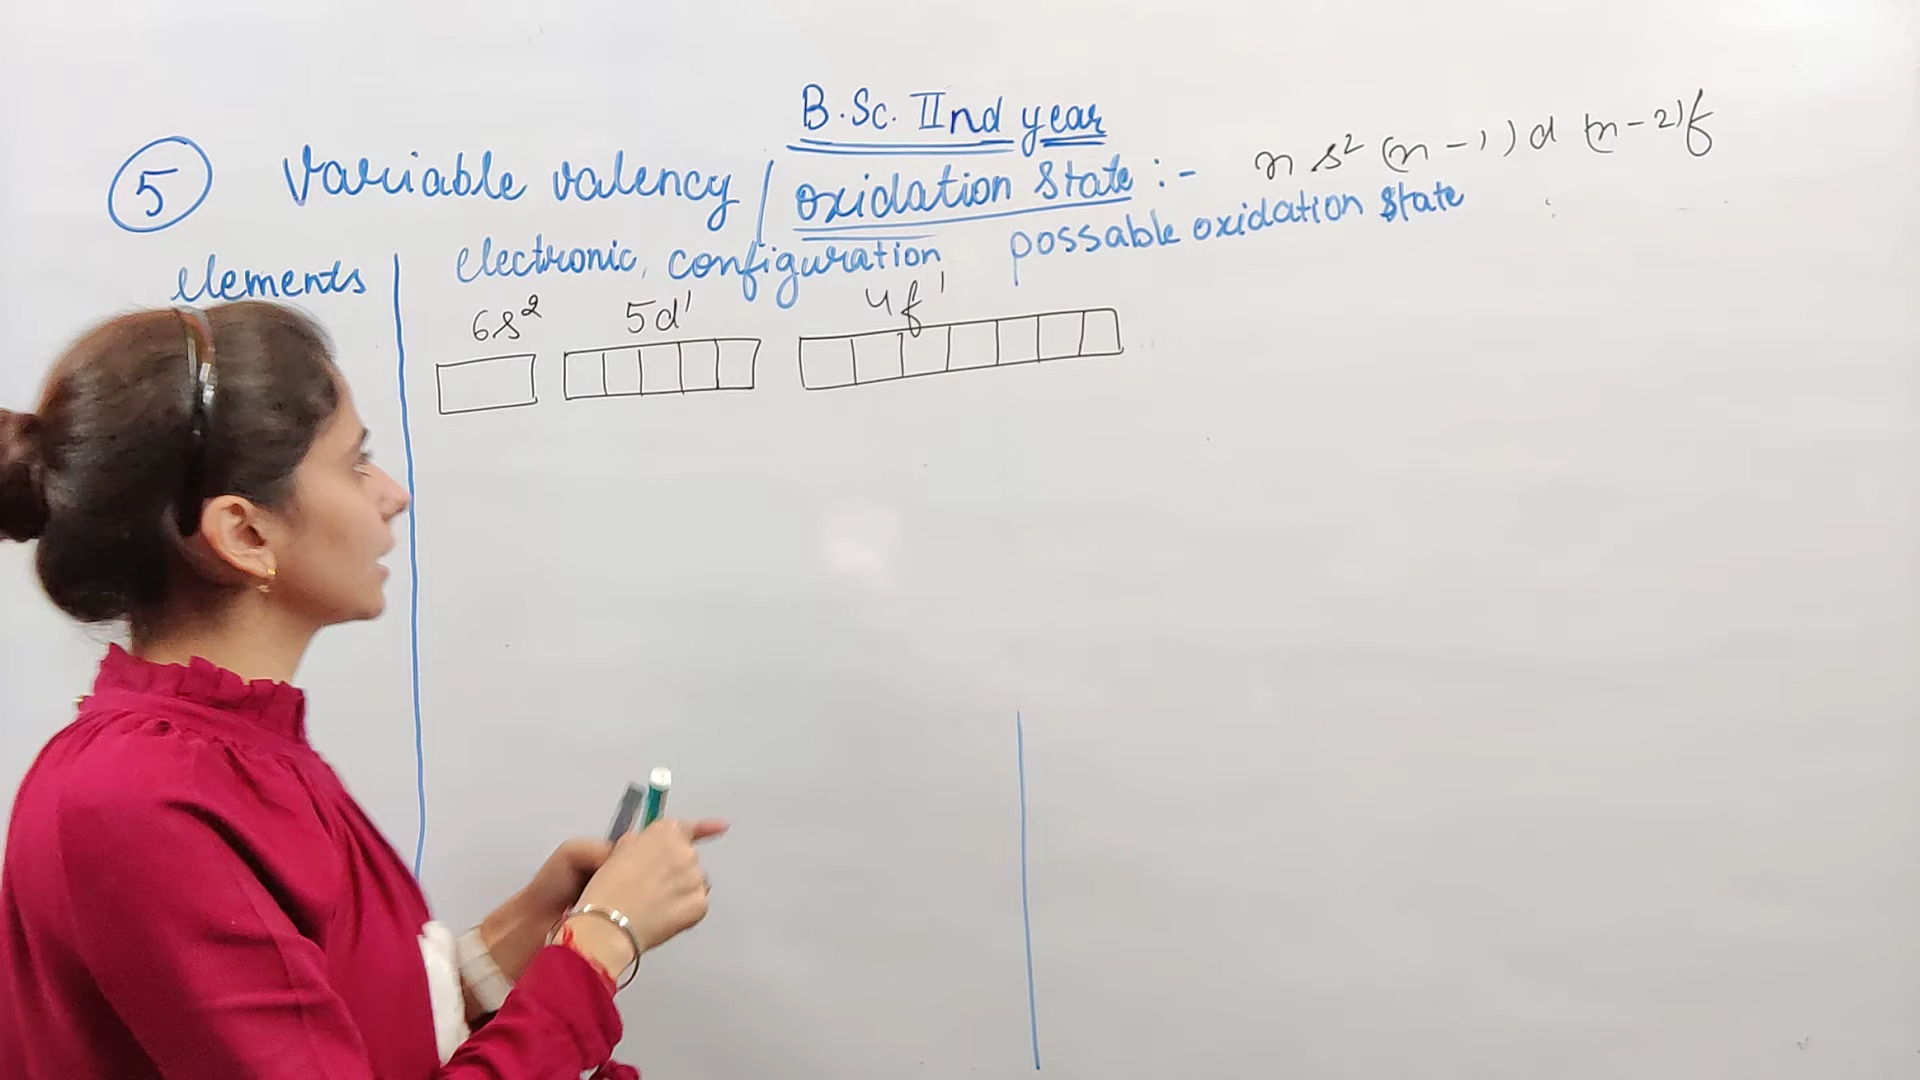 B.Sc. IInd year
5 Variable valency / oxidation state :- n s² (n-1) d (n-2) f
elements electronic configuration possable oxidation state
6s² 5d¹ 4f¹